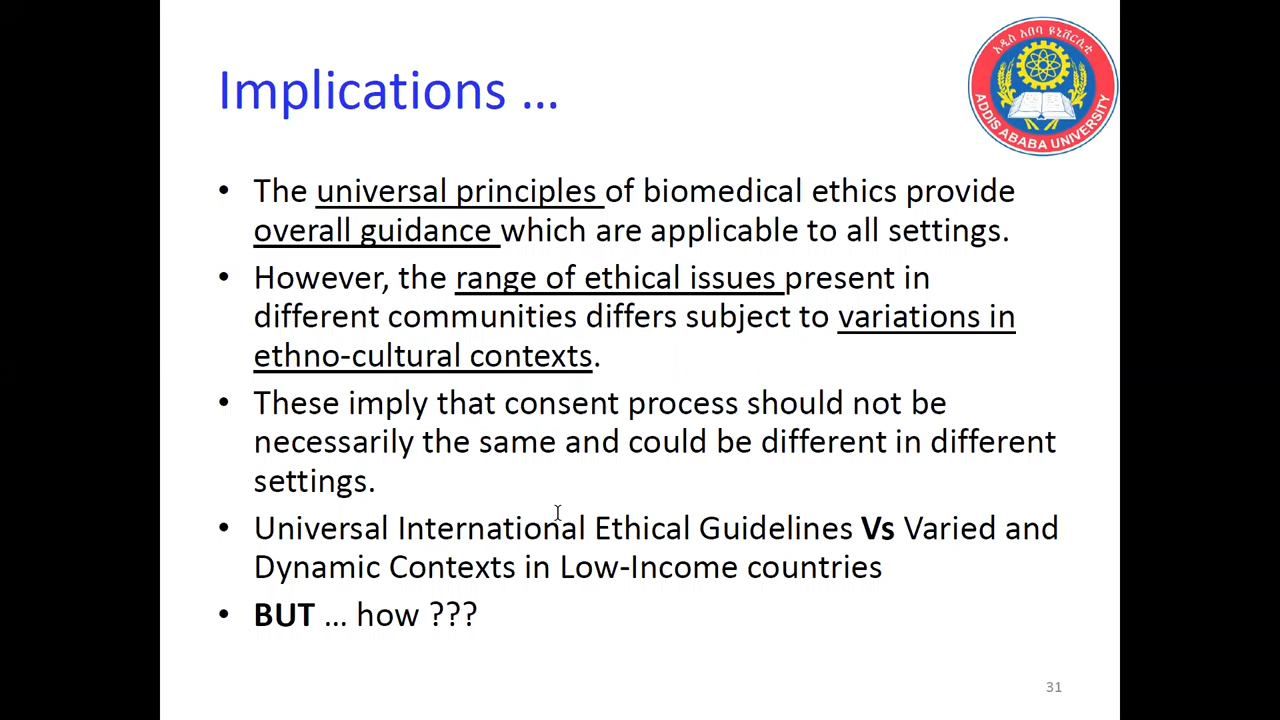 Implications ...
አዲስ አበባ ዩኒቨርሲቲ
ADDIS ABABA UNIVERSITY
• The universal principles of biomedical ethics provide
overall guidance which are applicable to all settings.
• However, the range of ethical issues present in
different communities differs subject to variations in
ethno-cultural contexts.
• These imply that consent process should not be
necessarily the same and could be different in different
settings.
• Universal International Ethical Guidelines Vs Varied and
Dynamic Contexts in Low-Income countries
• BUT ... how ???
31